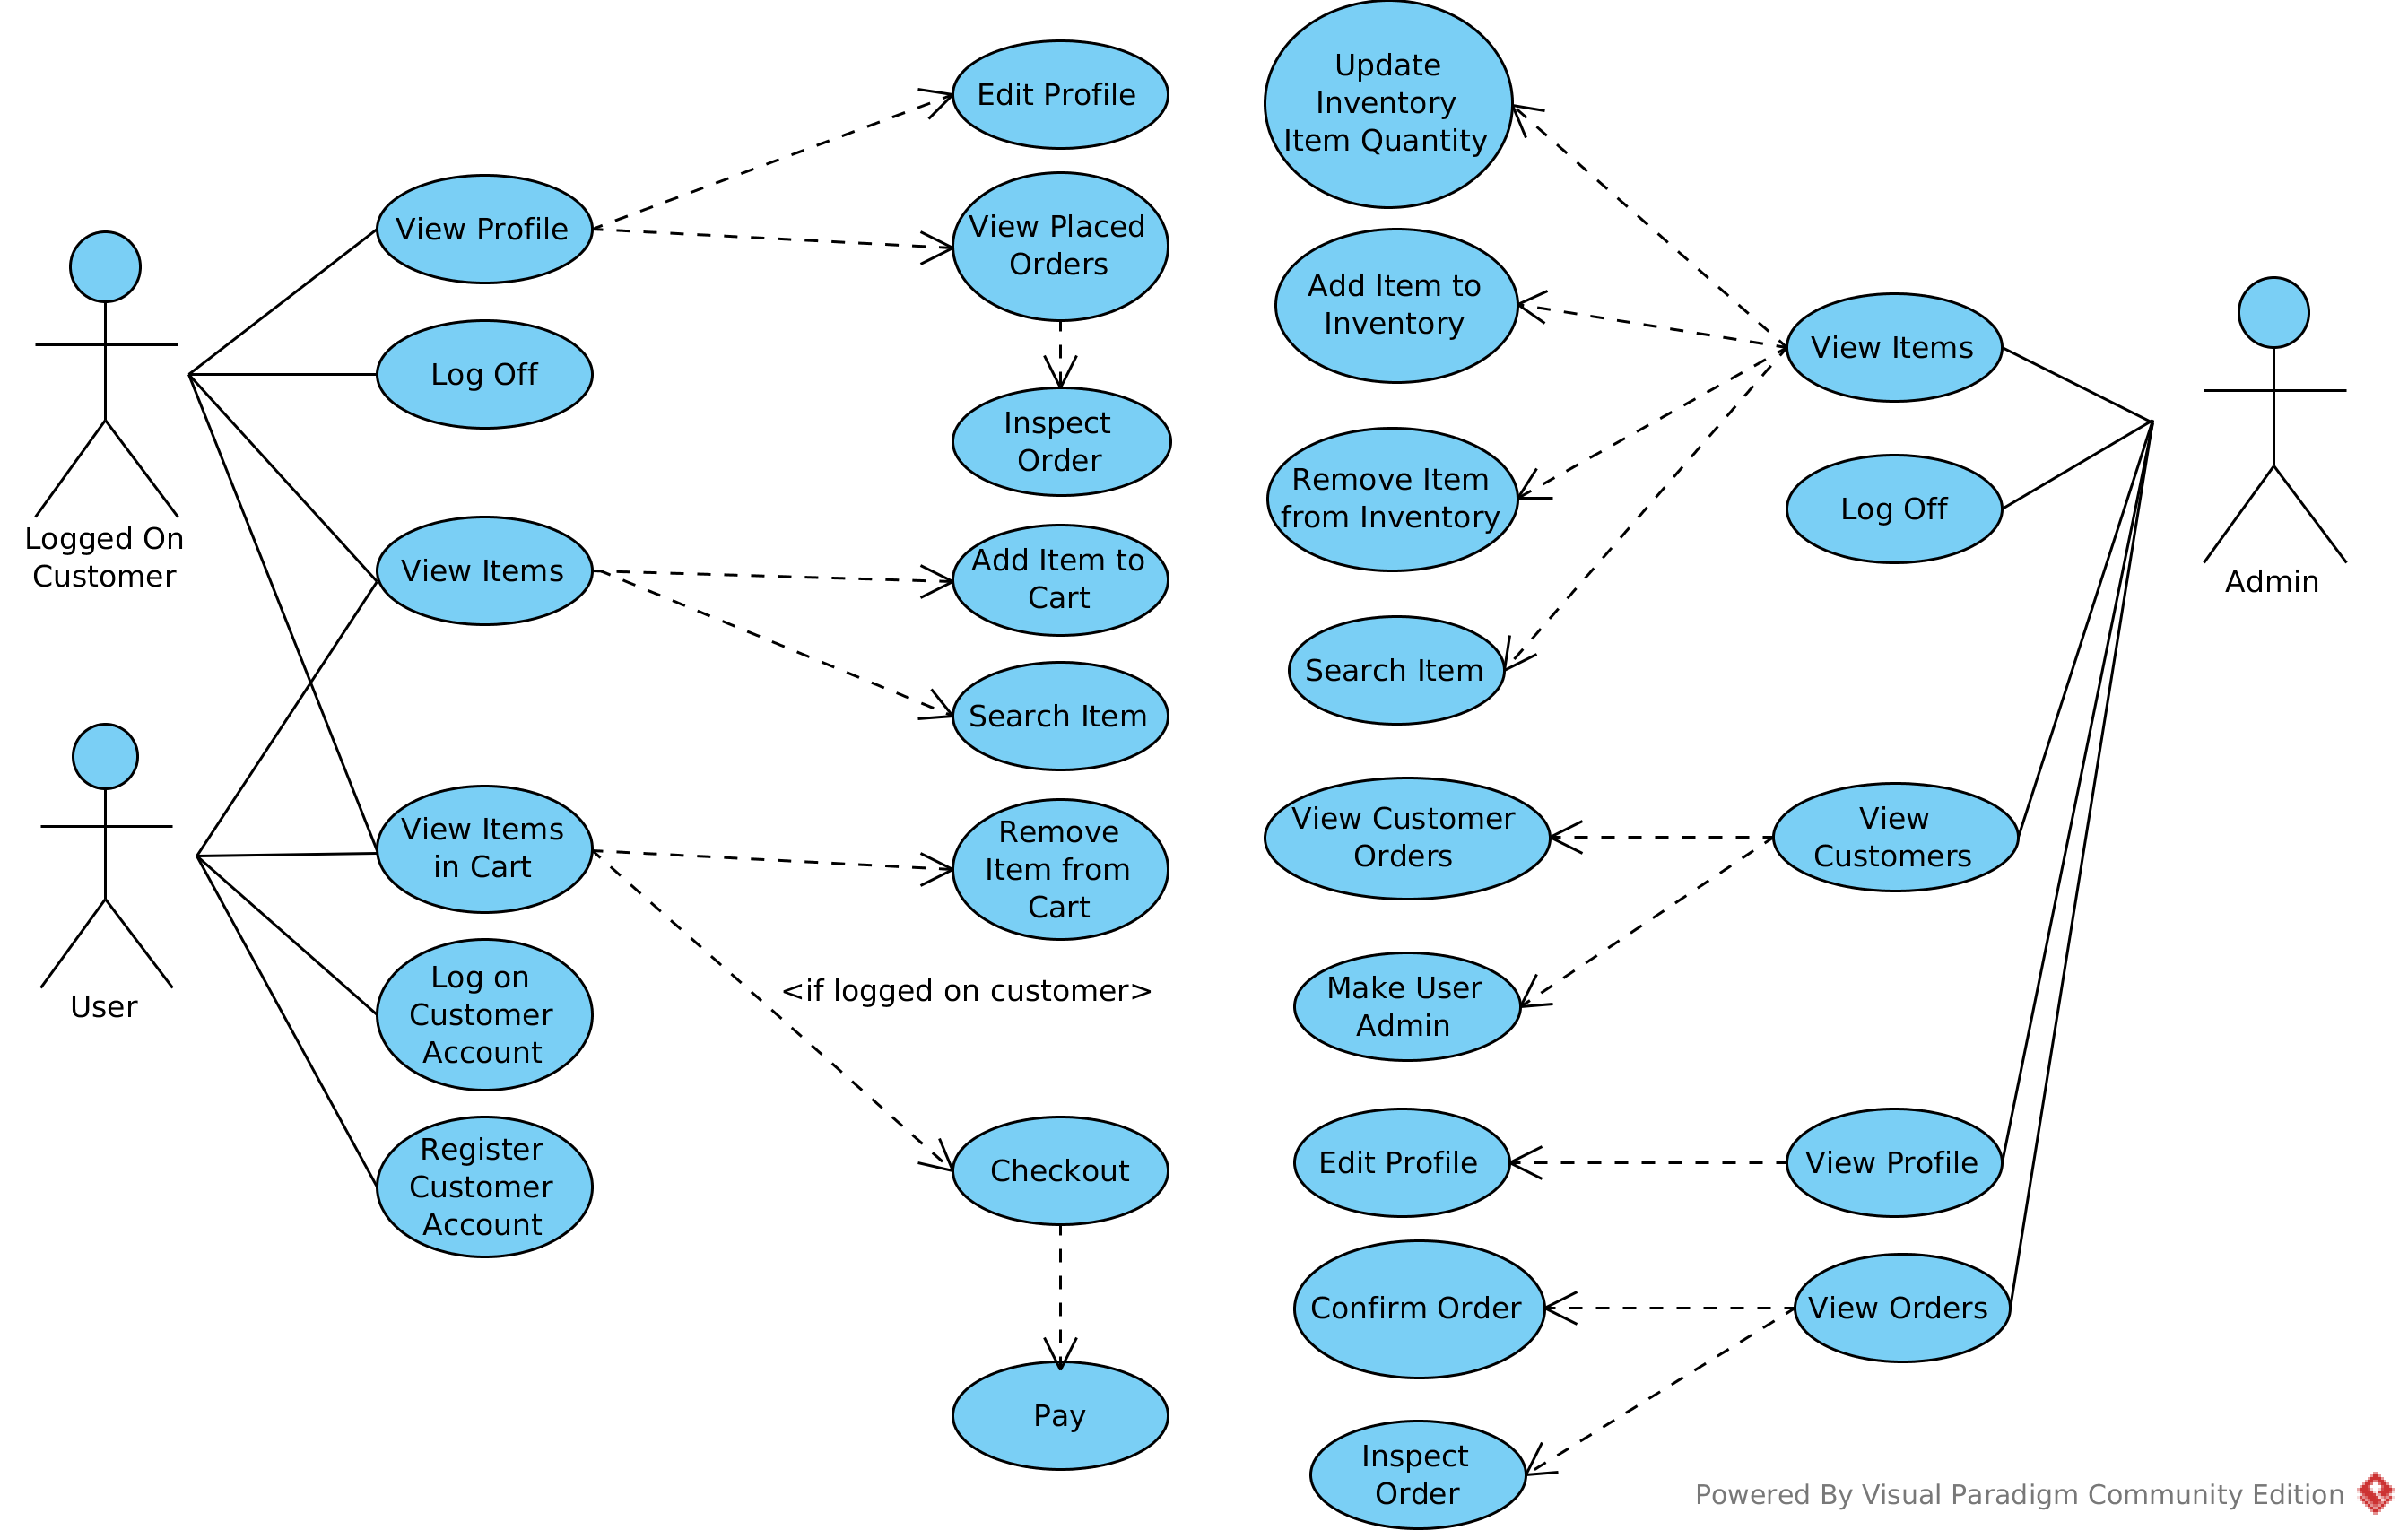 Edit Profile
View Profile
View Placed
Orders
Log Off
Inspect
Order
Logged On
Customer
View Items
Add Item to
Cart
Search Item
View Items
in Cart
Remove
Item from
Cart
User
Log on
Customer
Account
<if logged on customer>
Register
Customer
Account
Checkout
Pay
Update
Inventory
Item Quantity
Add Item to
Inventory
View Items
Remove Item
from Inventory
Log Off
Admin
Search Item
View Customer
Orders
View
Customers
Make User
Admin
Edit Profile
View Profile
Confirm Order
View Orders
Inspect
Order
Powered By Visual Paradigm Community Edition